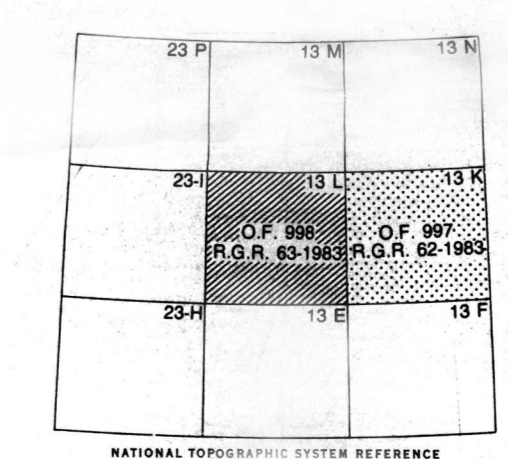 23 P
13 M
13 N
23-I
13 L
13 K
O.F. 998
R.G.R. 63-1983
O.F. 997
R.G.R. 62-1983
23-H
13 E
13 F
NATIONAL TOPOGRAPHIC SYSTEM REFERENCE